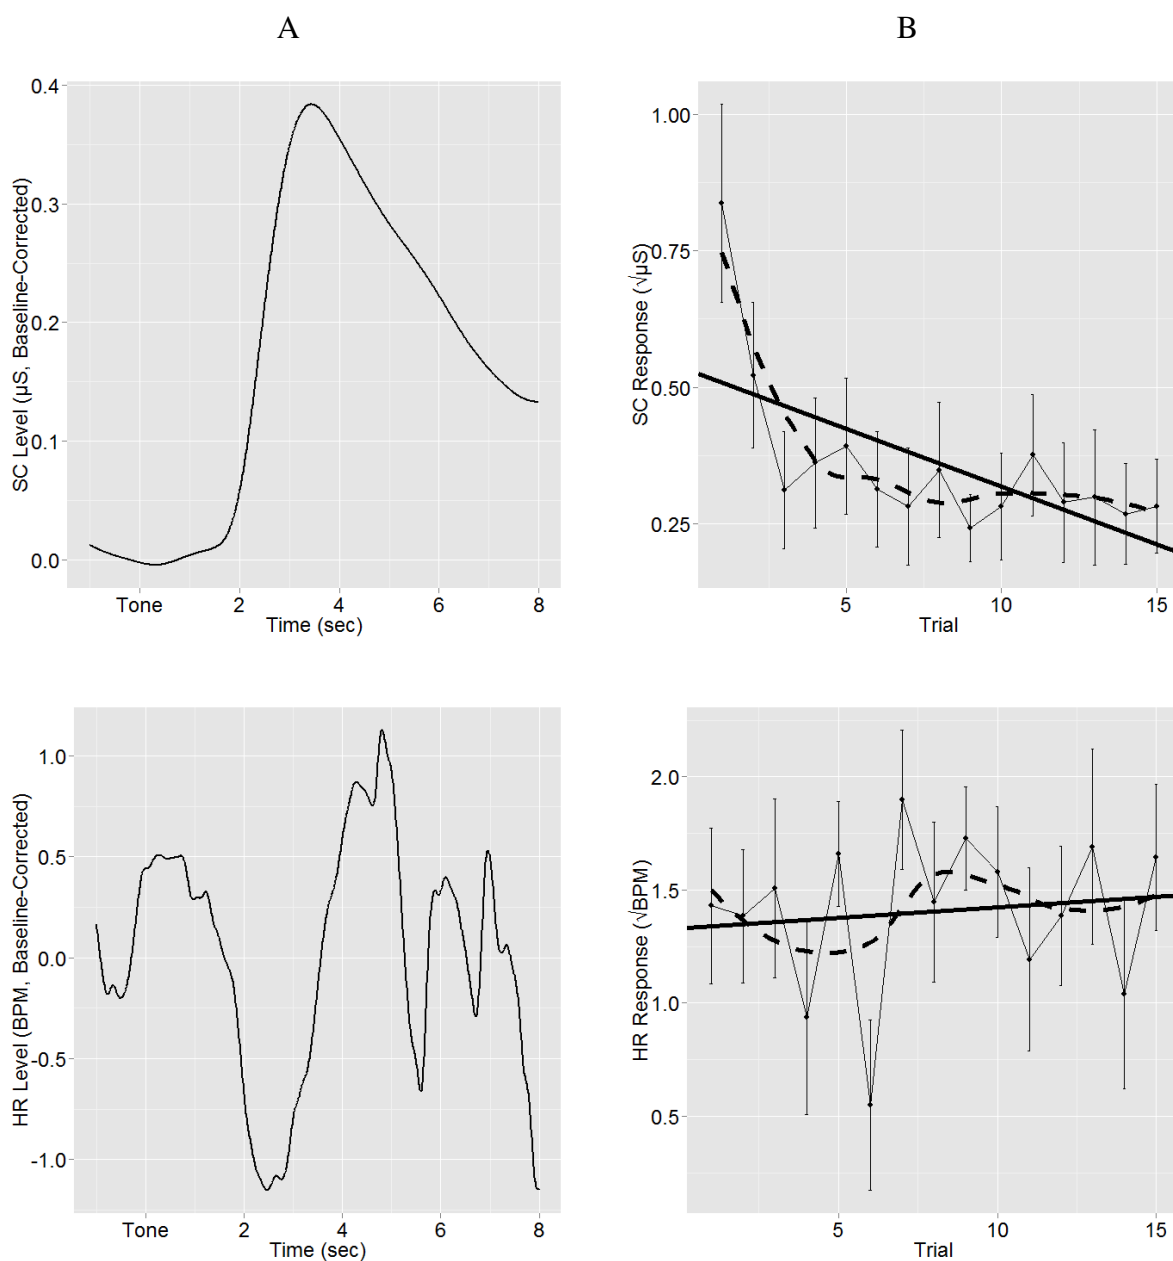 A
B
SC Level (µS, Baseline-Corrected)
0.4
0.3
0.2
0.1
0.0
Tone 2 4 6 8
Time (sec)
SC Response (√µS)
1.00
0.75
0.50
0.25
5 10 15
Trial
HR Level (BPM, Baseline-Corrected)
1.0
0.5
0.0
-0.5
-1.0
Tone 2 4 6 8
Time (sec)
HR Response (√BPM)
2.0
1.5
1.0
0.5
5 10 15
Trial